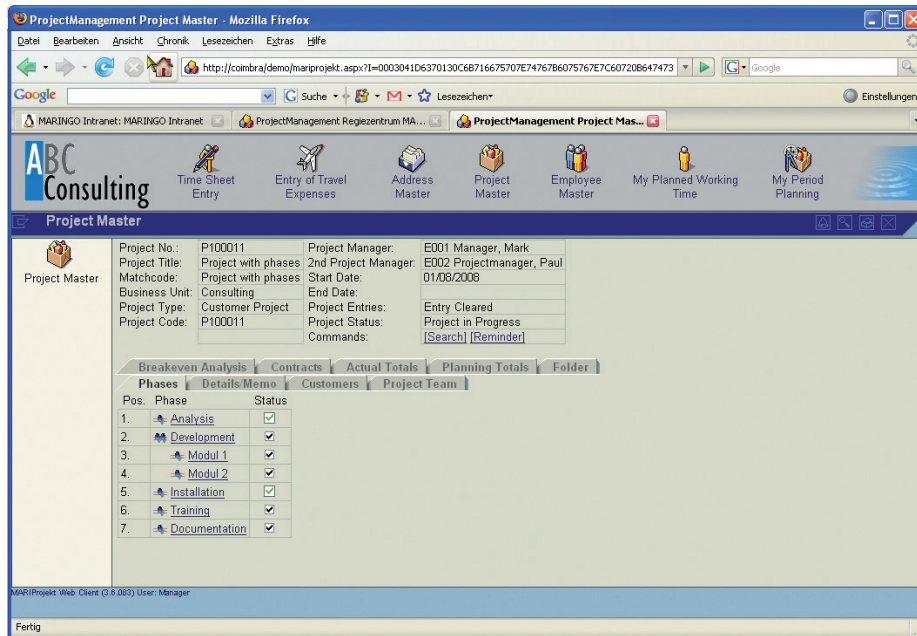 ProjectManagement Project Master - Mozilla Firefox
Datei Bearbeiten Ansicht Chronik Lesezeichen Extras Hilfe
http://coimbra/demo/mariprojekt.aspx?I=0003041D6370130C6B716675707E74767B6075767E7C60720B647473 Google
Google Suche Lesezeichen Einstellungen
MARINGO Intranet: MARINGO Intranet ProjectManagement Regiezentrum MA... ProjectManagement Project Mas...
ABC Consulting
Time Sheet Entry
Entry of Travel Expenses
Address Master
Project Master
Employee Master
My Planned Working Time
My Period Planning
Project Master
Project Master
Project No.: P100011 Project Manager: E001 Manager, Mark
Project Title: Project with phases 2nd Project Manager: E002 Projectmanager, Paul
Matchcode: Project with phases Start Date: 01/08/2008
Business Unit: Consulting End Date:
Project Type: Customer Project Project Entries: Entry Cleared
Project Code: P100011 Project Status: Project in Progress
Commands: [Search] [Reminder]
Breakeven Analysis Contracts Actual Totals Planning Totals Folder
Phases Details/Memo Customers Project Team
Pos. Phase Status
1. Analysis
2. Development
3. Modul 1
4. Modul 2
5. Installation
6. Training
7. Documentation
MARIProjekt Web Client (3.6.003) User: Manager
Fertig